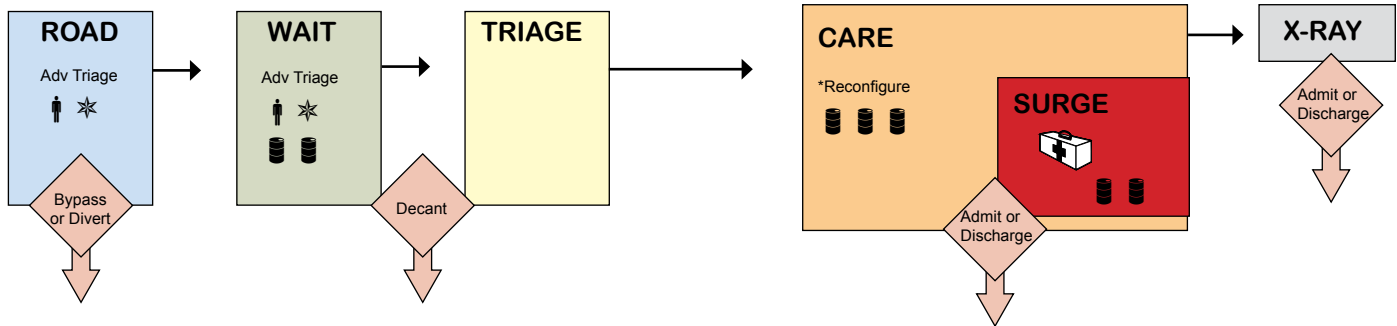 ROAD
Adv Triage
Bypass
or Divert
WAIT
Adv Triage
Decant
TRIAGE
CARE
*Reconfigure
SURGE
Admit or
Discharge
X-RAY
Admit or
Discharge